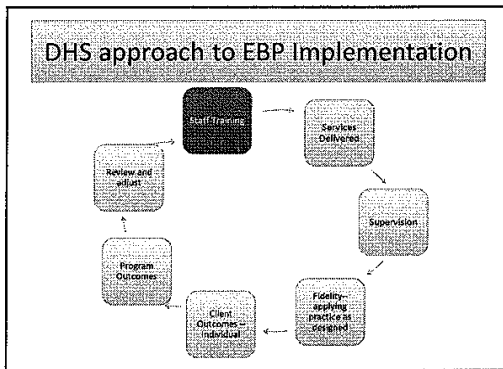 DHS approach to EBP Implementation
Staff Training
Services
Delivered
Supervision
Fidelity--
applying
practice as
designed
Client
Outcomes –
individual
Program
Outcomes
Review and
adjust